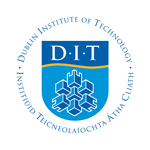 DUBLIN INSTITUTE OF TECHNOLOGY
D·I·T
INSTITIÚID TEICNEOLAÍOCHTA ÁTHA CLIATH